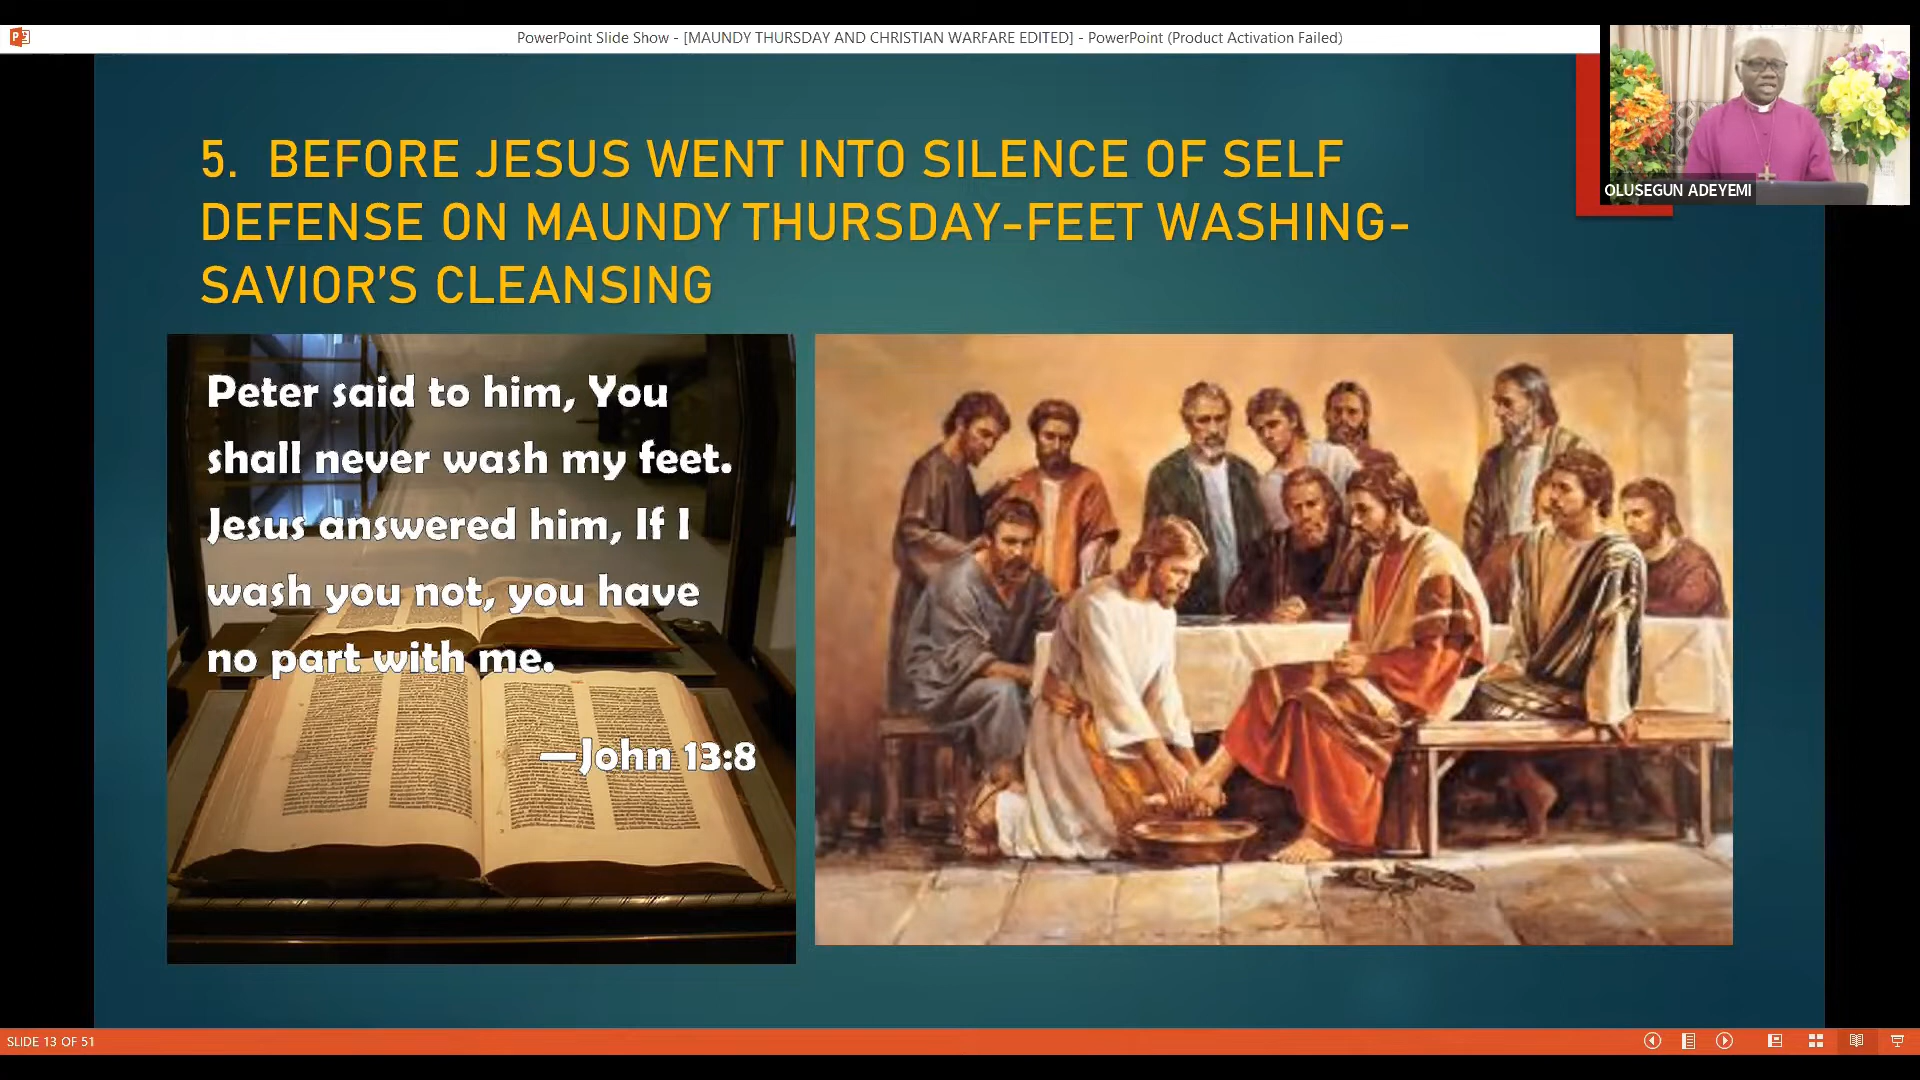 PowerPoint Slide Show - [MAUNDY THURSDAY AND CHRISTIAN WARFARE EDITED] - PowerPoint (Product Activation Failed)
OLUSEGUN ADEYEMI
5. BEFORE JESUS WENT INTO SILENCE OF SELF
DEFENSE ON MAUNDY THURSDAY-FEET WASHING-
SAVIOR'S CLEANSING
Peter said to him, You
shall never wash my feet.
Jesus answered him, If I
wash you not, you have
no part with me.
—John 13:8
SLIDE 13 OF 51